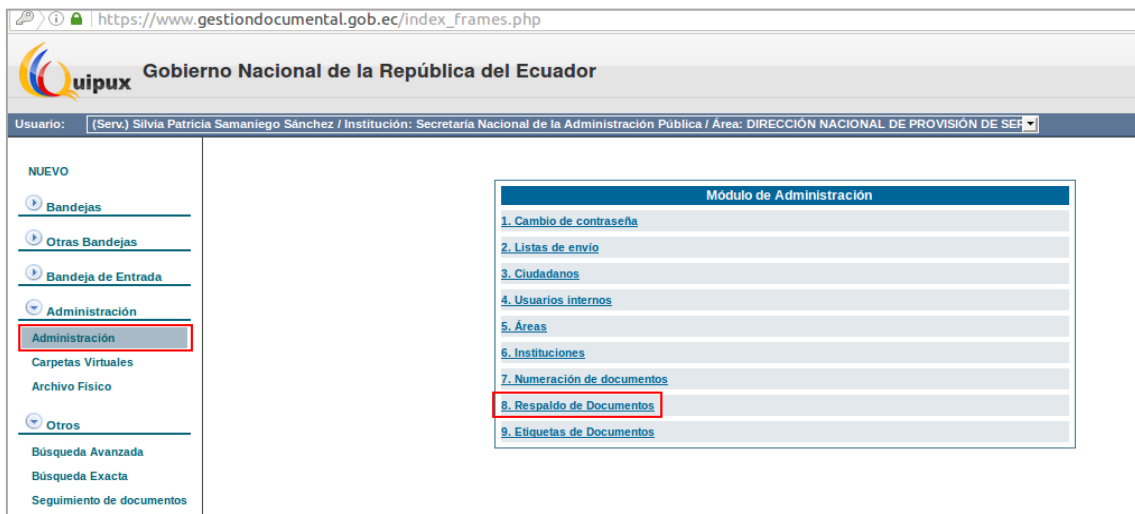 https://www.gestiondocumental.gob.ec/index_frames.php
Quipux Gobierno Nacional de la República del Ecuador
Usuario: (Serv.) Silvia Patricia Samaniego Sánchez / Institución: Secretaría Nacional de la Administración Pública / Área: DIRECCIÓN NACIONAL DE PROVISIÓN DE SER
NUEVO
Bandejas
Otras Bandejas
Bandeja de Entrada
Administración
Administración
Carpetas Virtuales
Archivo Físico
Otros
Búsqueda Avanzada
Búsqueda Exacta
Seguimiento de documentos
Módulo de Administración
1. Cambio de contraseña
2. Listas de envío
3. Ciudadanos
4. Usuarios internos
5. Áreas
6. Instituciones
7. Numeración de documentos
8. Respaldo de Documentos
9. Etiquetas de Documentos